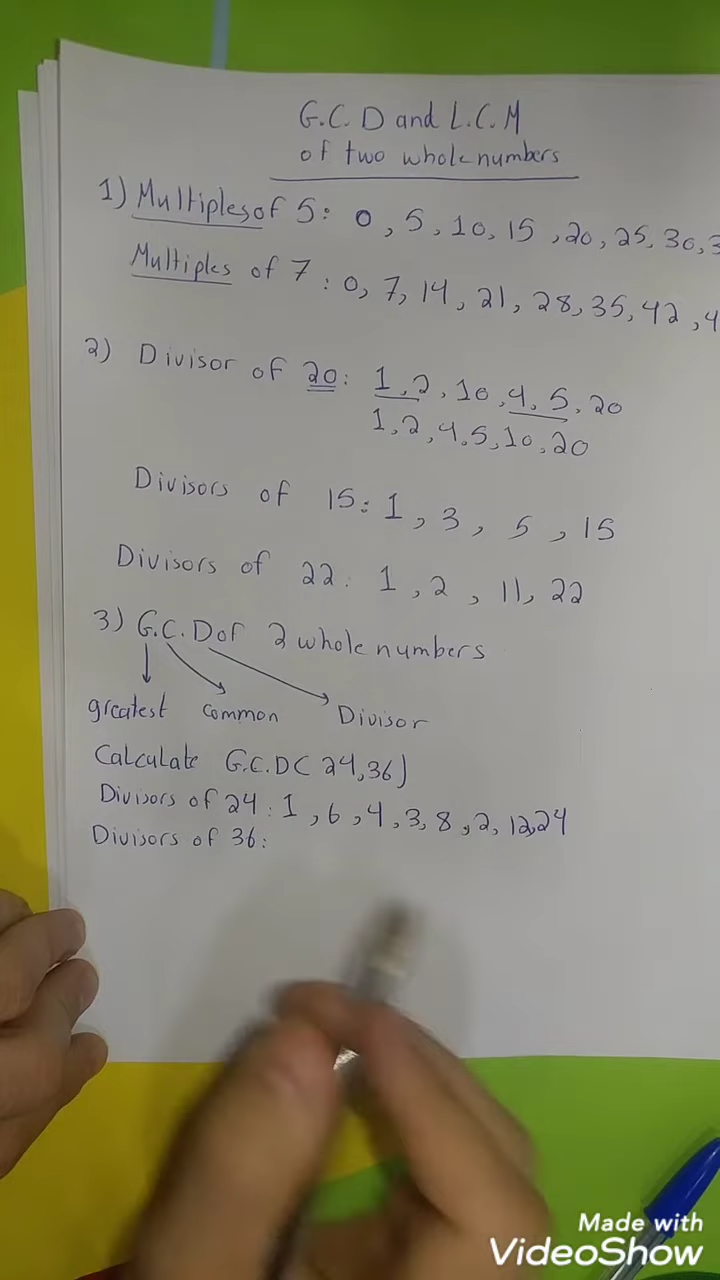 G.C.D and L.C.M
of two whole numbers
1) Multiples of 5: 0, 5, 10, 15, 20, 25, 30, 3
Multiples of 7: 0, 7, 14, 21, 28, 35, 42, 4
2) Divisor of 20: 1, 2, 10, 4, 5, 20
1, 2, 4, 5, 10, 20
Divisors of 15: 1, 3, 5, 15
Divisors of 22: 1, 2, 11, 22
3) G.C.D of 2 whole numbers
greatest common Divisor
Calculate G.C.D(24,36)
Divisors of 24: 1, 6, 4, 3, 8, 2, 12, 24
Divisors of 36:
Made with
VideoShow